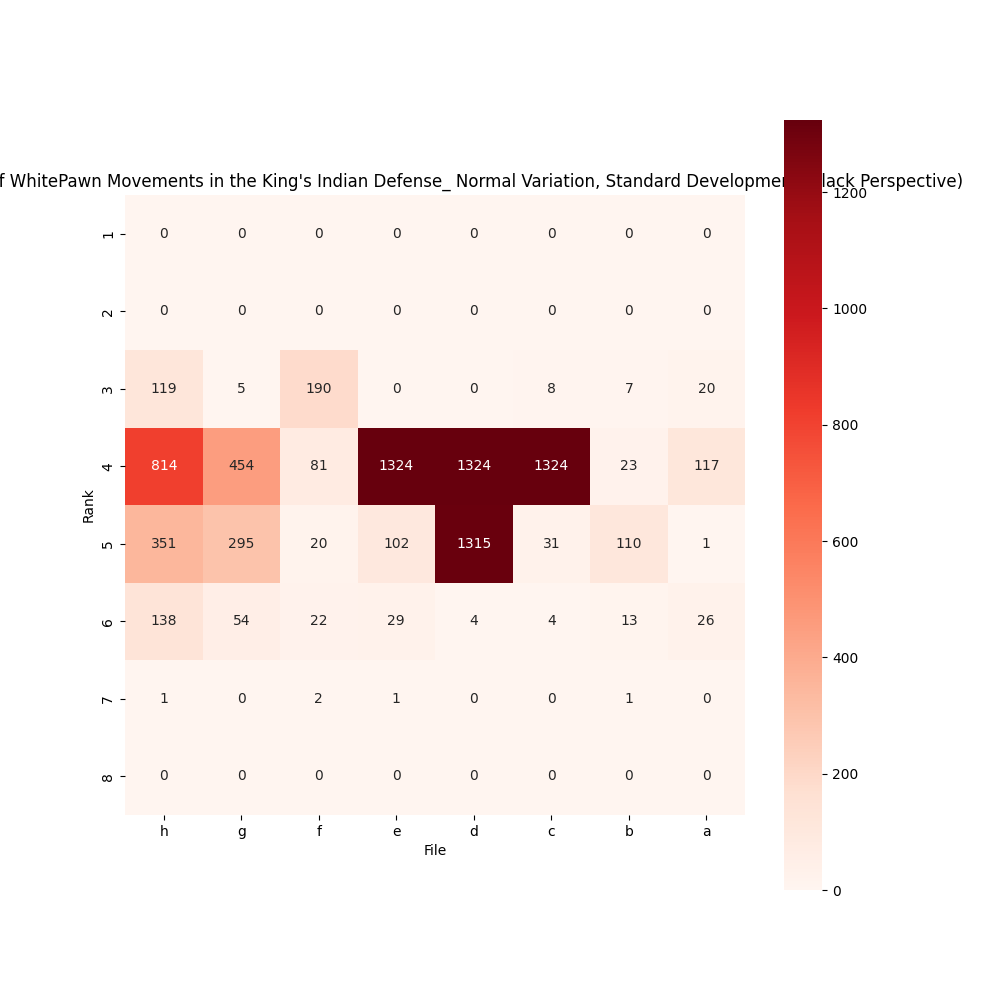 WhitePawn Movements in the King's Indian Defense_ Normal Variation, Standard Developmen lack Perspective)
1200
1 0 0 0 0 0 0 0 0
2 0 0 0 0 0 0 0 0
1000
3 119 5 190 0 0 8 7 20
800
4 814 454 81 1324 1324 1324 23 117
Rank
5 351 295 20 102 1315 31 110 1
600
6 138 54 22 29 4 4 13 26
400
7 1 0 2 1 0 0 1 0
200
8 0 0 0 0 0 0 0 0
h g f e d c b a
File
0